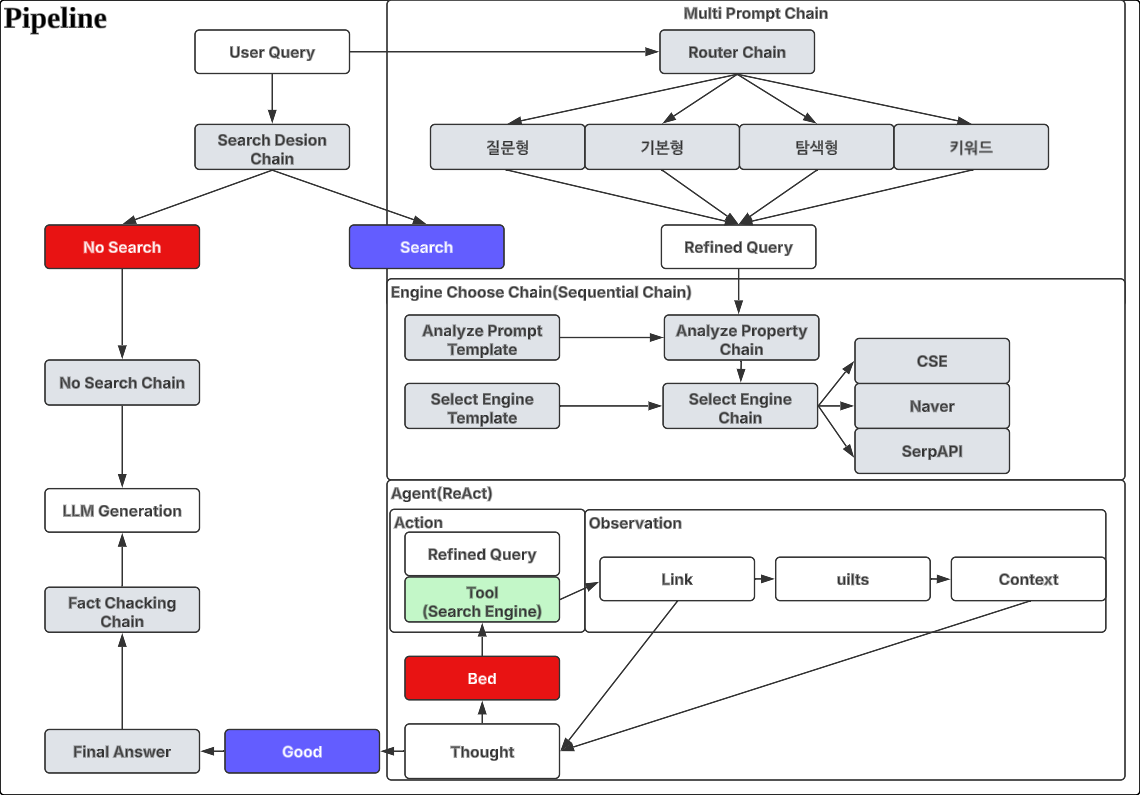 Pipeline
Multi Prompt Chain
User Query
Router Chain
Search Desion
Chain
질문형
기본형
탐색형
키워드
No Search
Search
Refined Query
Engine Choose Chain(Sequential Chain)
Analyze Prompt
Template
Analyze Property
Chain
CSE
No Search Chain
Select Engine
Template
Select Engine
Chain
Naver
SerpAPI
Agent(ReAct)
Action
Observation
LLM Generation
Refined Query
Tool
(Search Engine)
Link
uilts
Context
Fact Chacking
Chain
Bed
Final Answer
Good
Thought